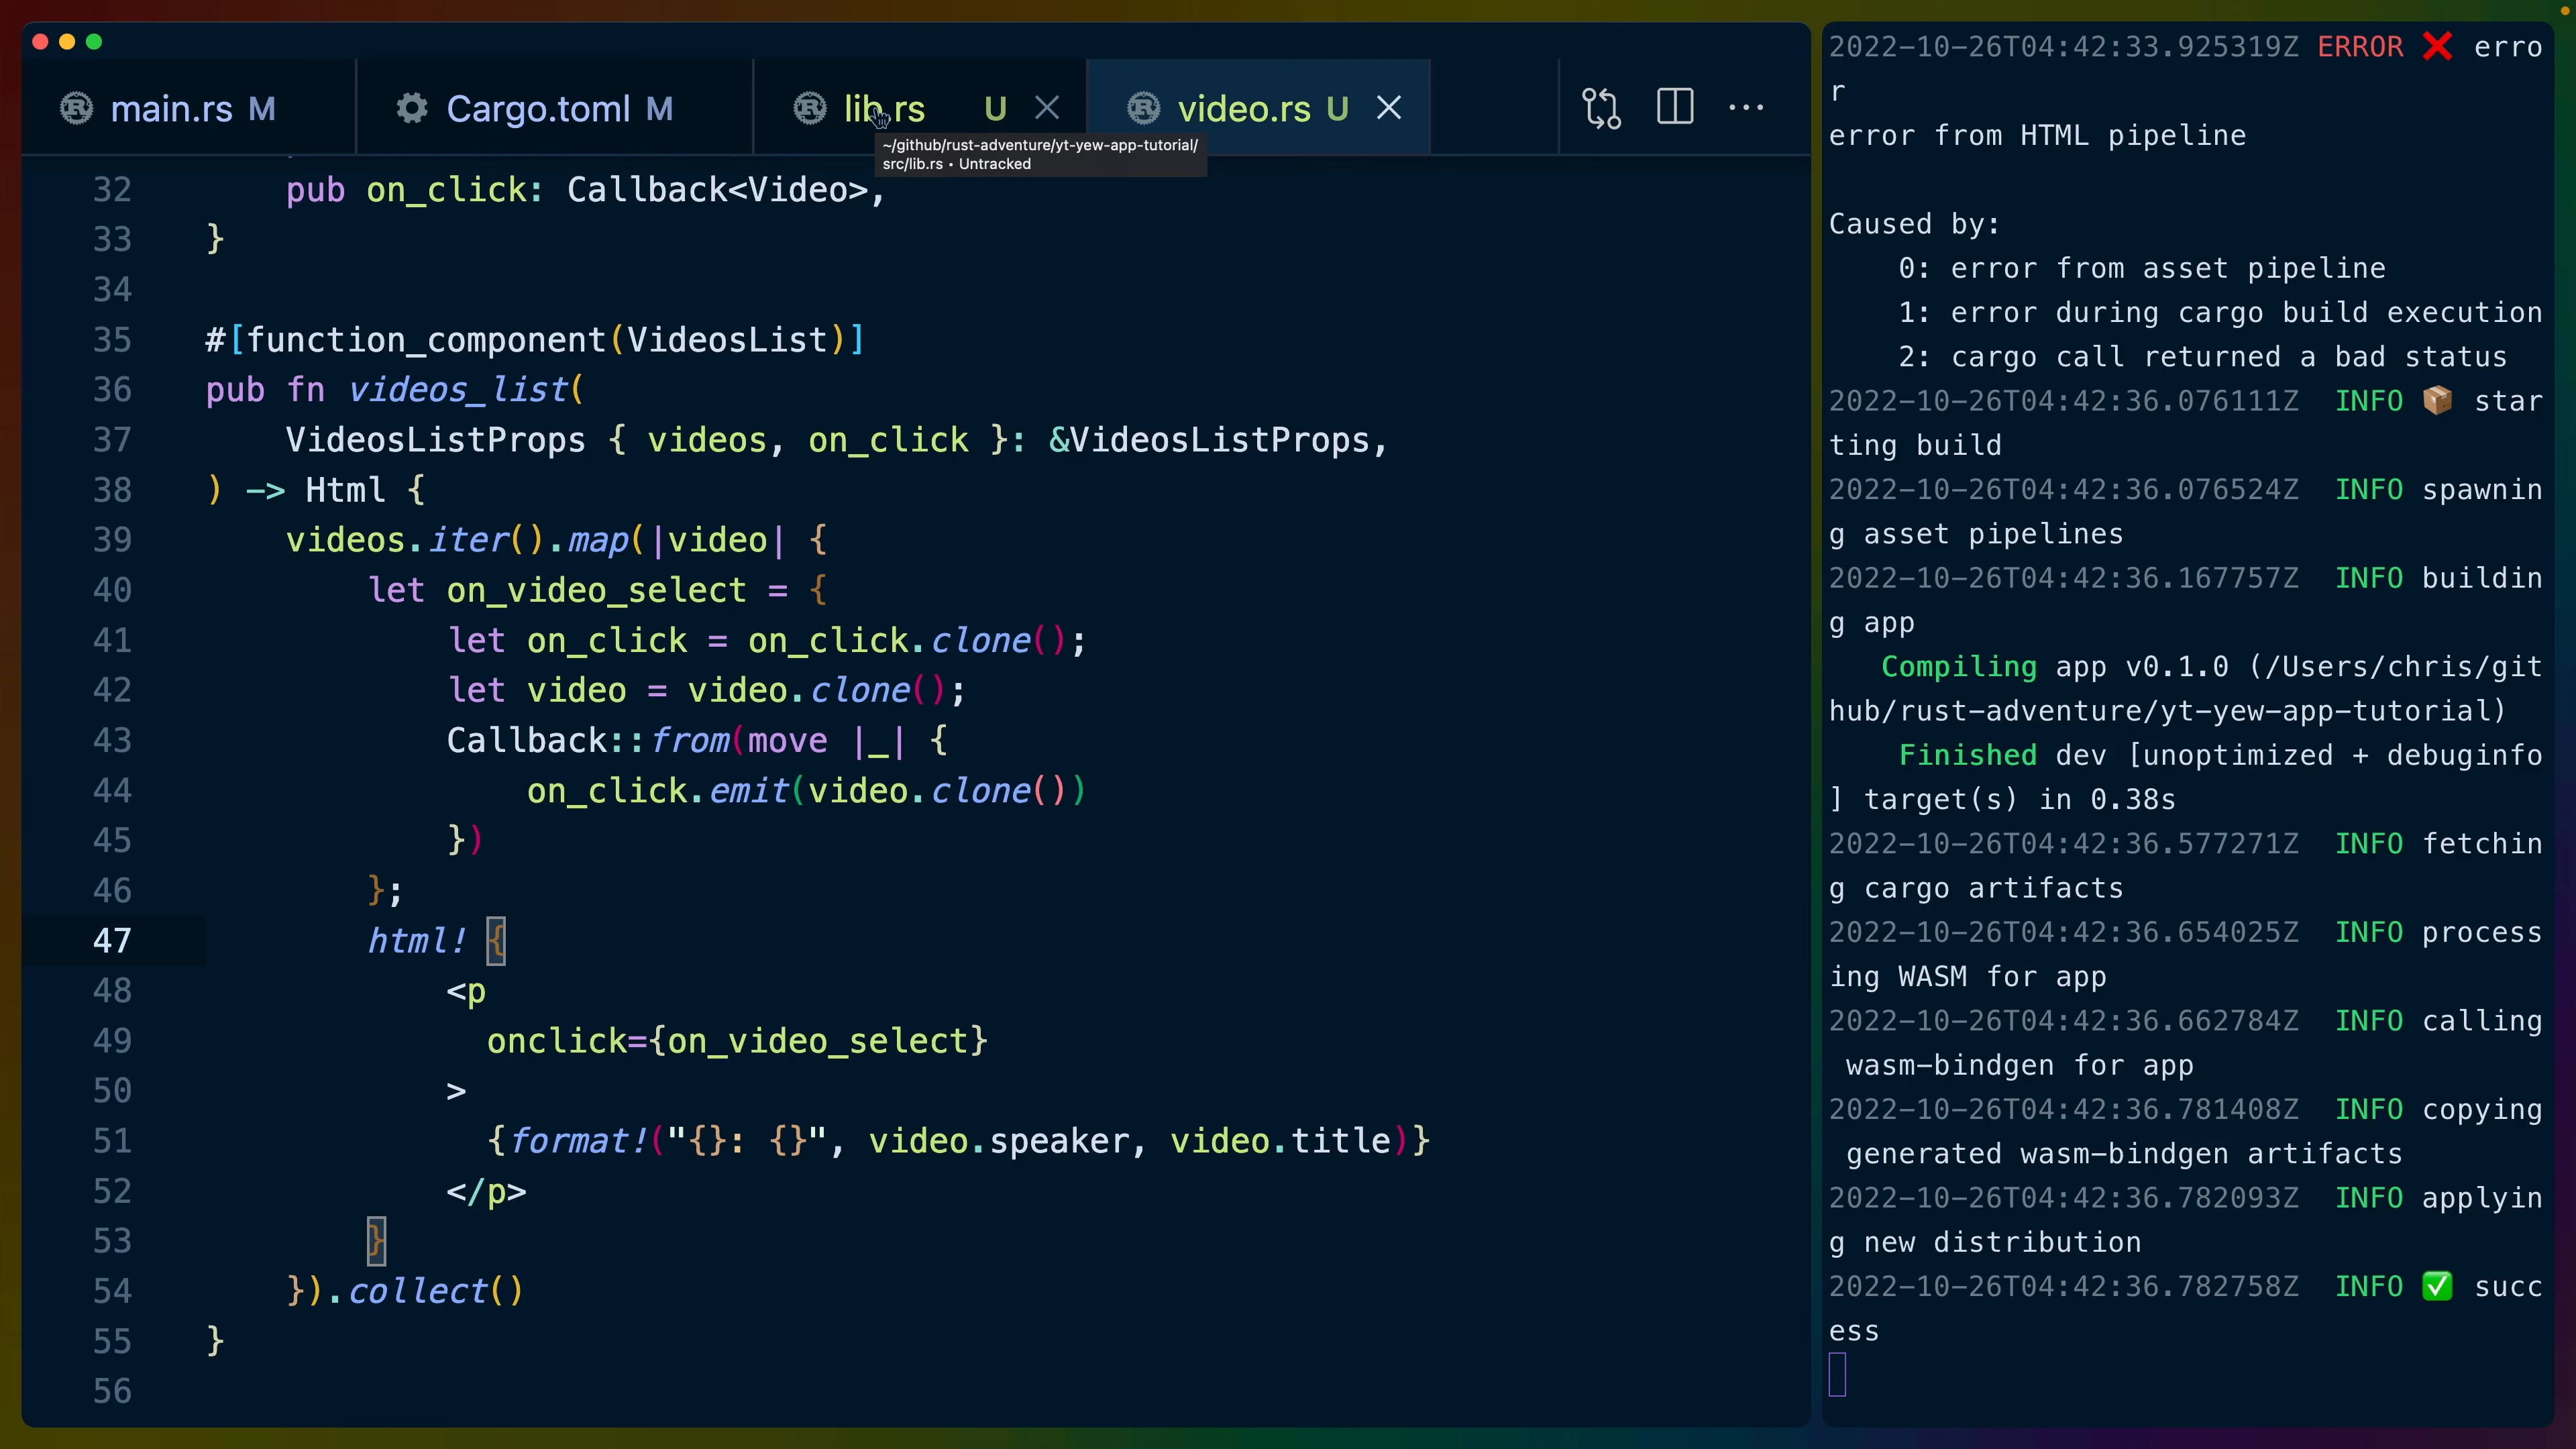 main.rs M
Cargo.toml M
lib.rs U
video.rs U
~/github/rust-adventure/yt-yew-app-tutorial/
src/lib.rs • Untracked
32 pub on_click: Callback<Video>,
33 }
34
35 #[function_component(VideosList)]
36 pub fn videos_list(
37 VideosListProps { videos, on_click }: &VideosListProps,
38 ) -> Html {
39 videos.iter().map(|video| {
40 let on_video_select = {
41 let on_click = on_click.clone();
42 let video = video.clone();
43 Callback::from(move |_| {
44 on_click.emit(video.clone())
45 })
46 };
47 html! {
48 <p
49 onclick={on_video_select}
50 >
51 {format!("{}: {}", video.speaker, video.title)}
52 </p>
53 }
54 }).collect()
55 }
56
2022-10-26T04:42:33.925319Z ERROR ❌ erro
r
error from HTML pipeline
Caused by:
0: error from asset pipeline
1: error during cargo build execution
2: cargo call returned a bad status
2022-10-26T04:42:36.076111Z INFO 📦 star
ting build
2022-10-26T04:42:36.076524Z INFO spawnin
g asset pipelines
2022-10-26T04:42:36.167757Z INFO buildin
g app
Compiling app v0.1.0 (/Users/chris/git
hub/rust-adventure/yt-yew-app-tutorial)
Finished dev [unoptimized + debuginfo
] target(s) in 0.38s
2022-10-26T04:42:36.577271Z INFO fetchin
g cargo artifacts
2022-10-26T04:42:36.654025Z INFO process
ing WASM for app
2022-10-26T04:42:36.662784Z INFO calling
wasm-bindgen for app
2022-10-26T04:42:36.781408Z INFO copying
generated wasm-bindgen artifacts
2022-10-26T04:42:36.782093Z INFO applyin
g new distribution
2022-10-26T04:42:36.782758Z INFO ✅ succ
ess